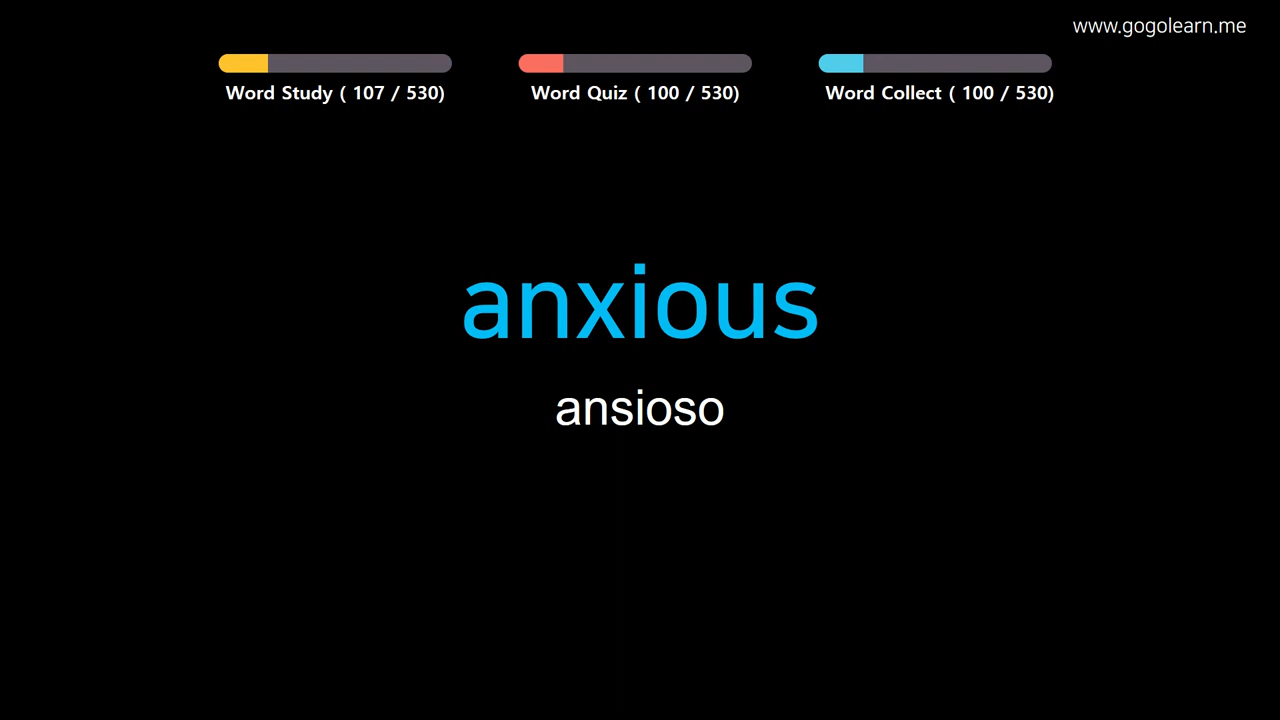 www.gogolearn.me
Word Study ( 107 / 530)
Word Quiz ( 100 / 530)
Word Collect ( 100 / 530)
anxious
ansioso